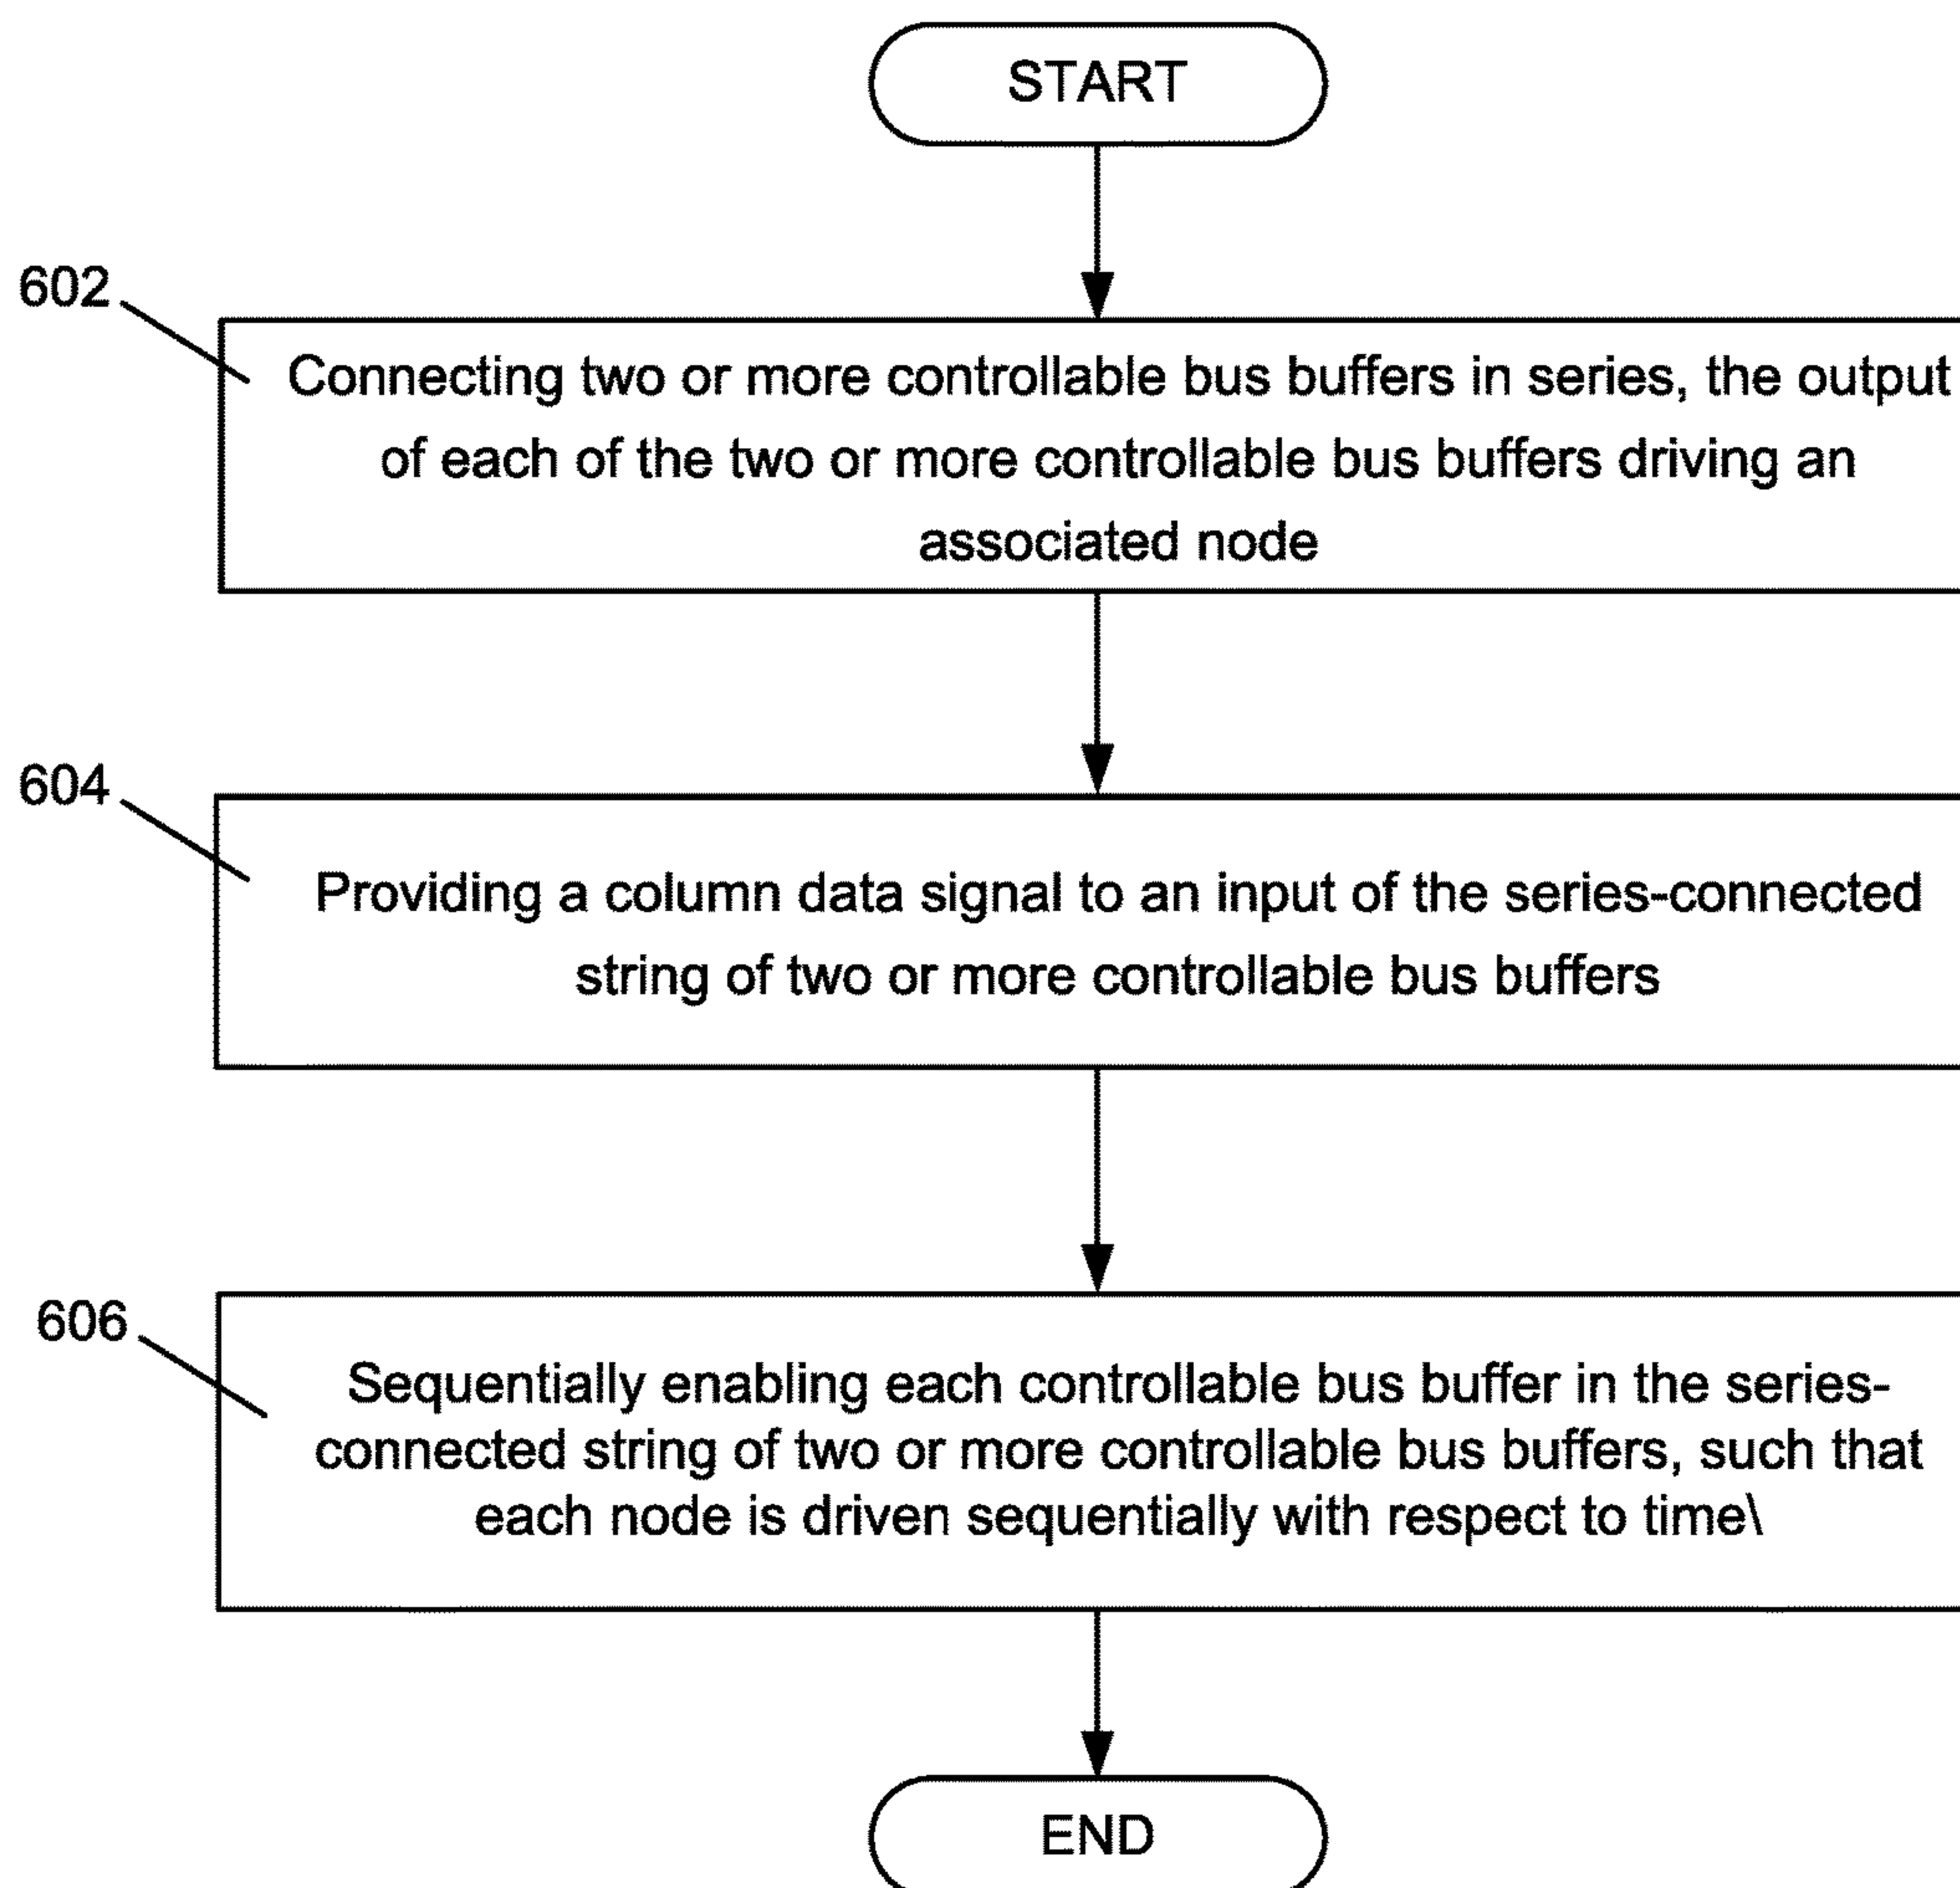 START
602
Connecting two or more controllable bus buffers in series, the output
of each of the two or more controllable bus buffers driving an
associated node
604
Providing a column data signal to an input of the series-connected
string of two or more controllable bus buffers
606
Sequentially enabling each controllable bus buffer in the series-
connected string of two or more controllable bus buffers, such that
each node is driven sequentially with respect to time\
END